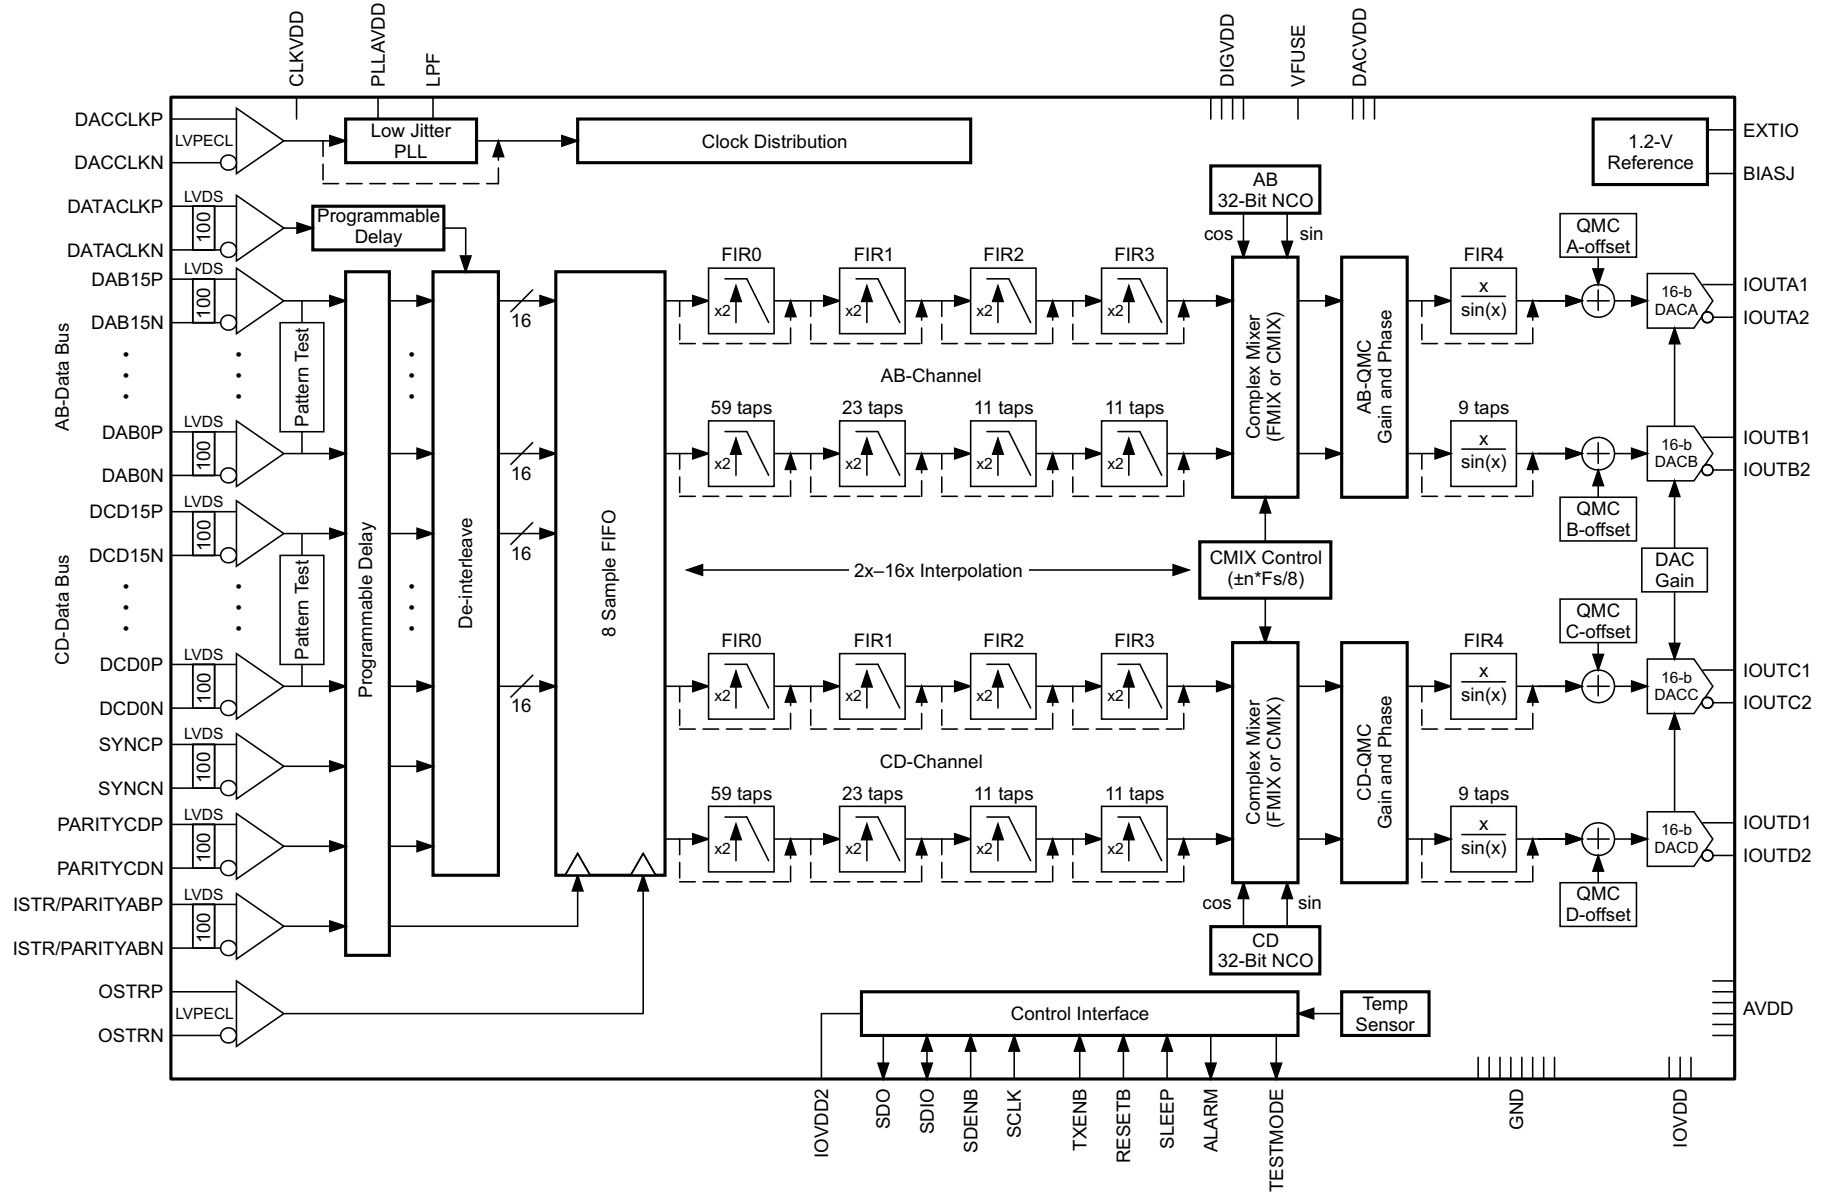 CLKVDD
PLLAVDD
LPF
DIGVDD
VFUSE
DACVDD
DACCLKP
LVPECL
DACCLKN
Low Jitter
PLL
Clock Distribution
1.2-V
Reference
EXTIO
BIASJ
DATACLKP
LVDS
100
DATACLKN
Programmable
Delay
AB
32-Bit NCO
cos
sin
QMC
A-offset
AB-Data Bus
DAB15P
LVDS
100
DAB15N
Pattern Test
DAB0P
LVDS
100
DAB0N
CD-Data Bus
DCD15P
LVDS
100
DCD15N
Pattern Test
DCD0P
LVDS
100
DCD0N
SYNCP
LVDS
100
SYNCN
PARITYCDP
LVDS
100
PARITYCDN
ISTR/PARITYABP
LVDS
100
ISTR/PARITYABN
OSTRP
LVPECL
OSTRN
Programmable Delay
De-interleave
16
16
16
16
8 Sample FIFO
FIR0
FIR1
FIR2
FIR3
x2
x2
x2
x2
AB-Channel
59 taps
23 taps
11 taps
11 taps
x2
x2
x2
x2
Complex Mixer
(FMIX or CMIX)
AB-QMC
Gain and Phase
FIR4
x
sin(x)
9 taps
x
sin(x)
16-b
DACA
IOUTA1
IOUTA2
16-b
DACB
IOUTB1
IOUTB2
QMC
B-offset
2x–16x Interpolation
CMIX Control
(±n*Fs/8)
DAC
Gain
QMC
C-offset
FIR0
FIR1
FIR2
FIR3
x2
x2
x2
x2
CD-Channel
59 taps
23 taps
11 taps
11 taps
x2
x2
x2
x2
Complex Mixer
(FMIX or CMIX)
CD-QMC
Gain and Phase
FIR4
x
sin(x)
9 taps
x
sin(x)
16-b
DACC
IOUTC1
IOUTC2
16-b
DACD
IOUTD1
IOUTD2
QMC
D-offset
cos
sin
CD
32-Bit NCO
Control Interface
Temp
Sensor
AVDD
IOVDD2
SDO
SDIO
SDENB
SCLK
TXENB
RESETB
SLEEP
ALARM
TESTMODE
GND
IOVDD